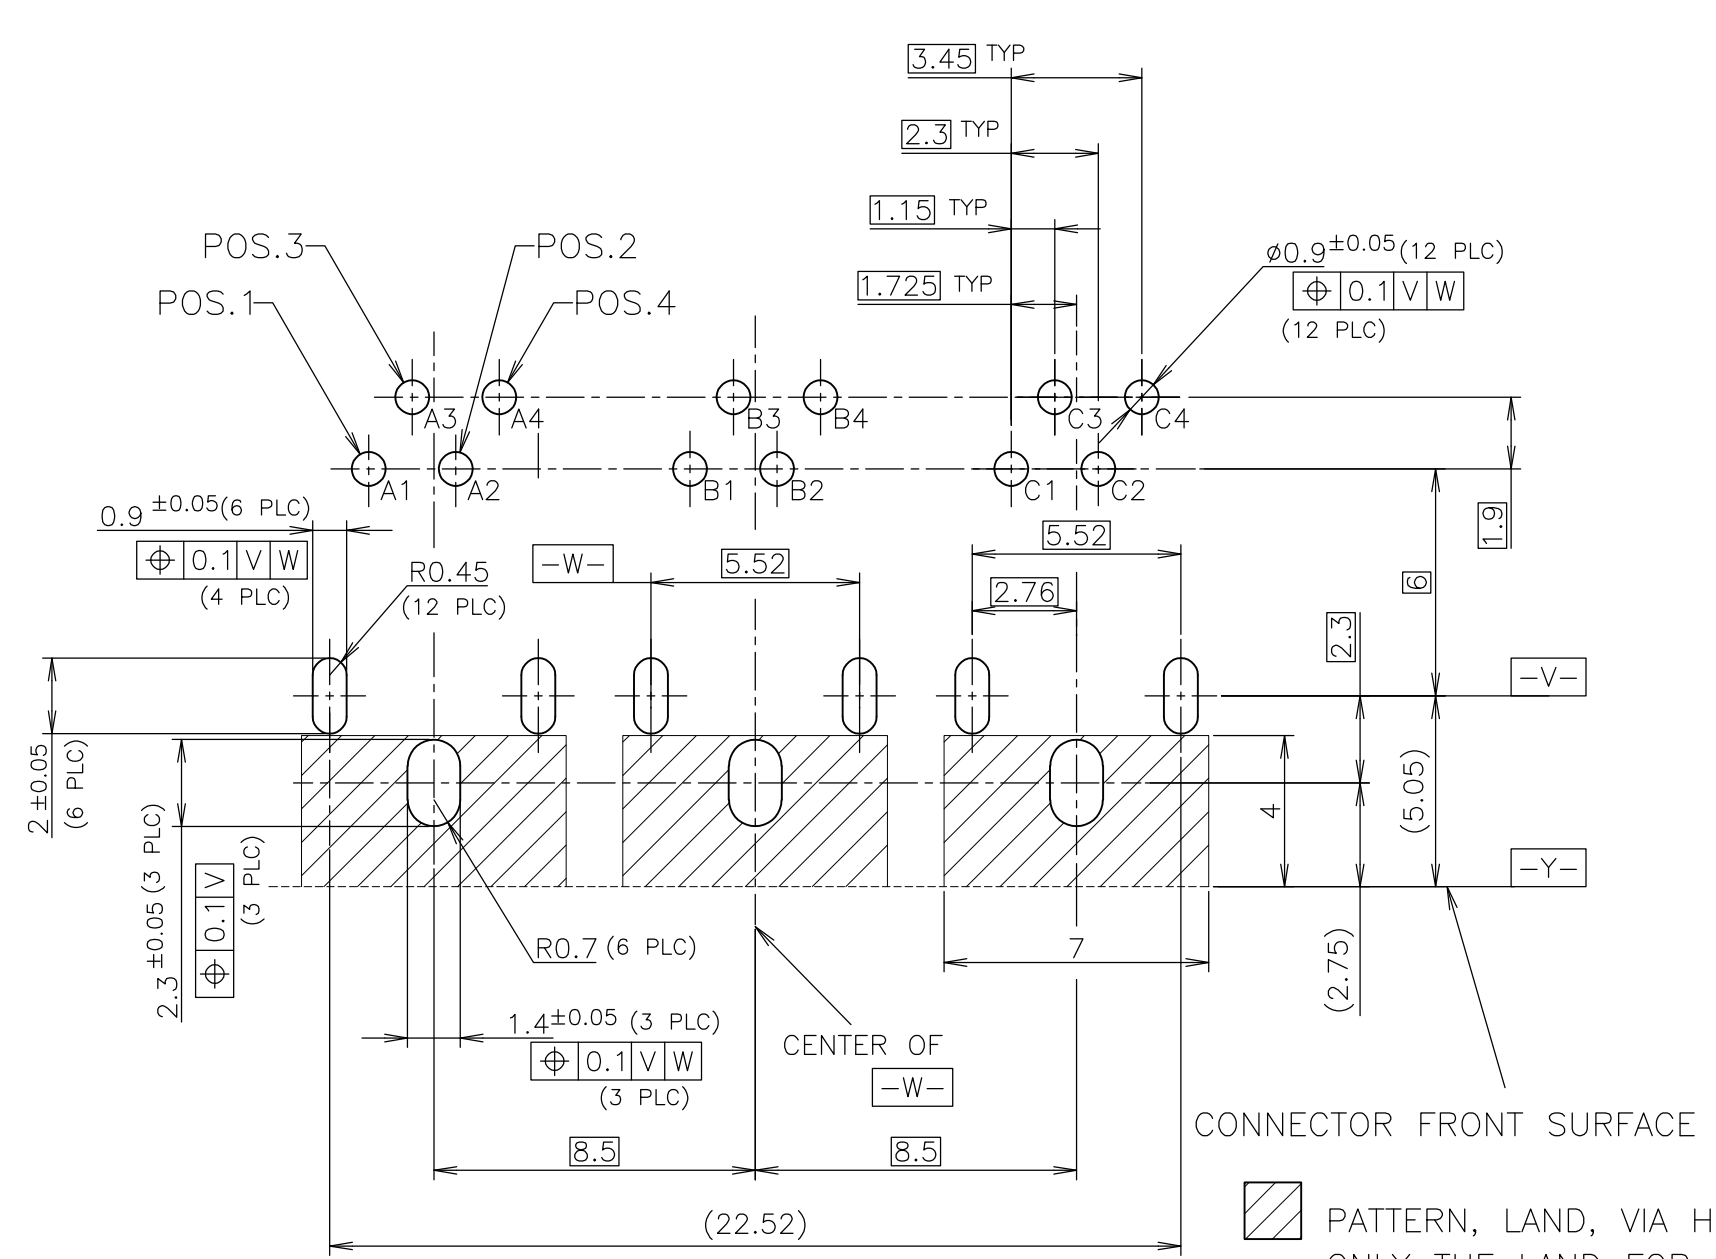 3.45 TYP
2.3 TYP
1.15 TYP
1.725 TYP
POS.3
POS.2
POS.1
POS.4
ø0.9±0.05(12 PLC)
⌖ 0.1 V W
(12 PLC)
A3
A4
B3
B4
C3
C4
A1
A2
B1
B2
C1
C2
0.9 ±0.05(6 PLC)
⌖ 0.1 V W
(4 PLC)
R0.45
(12 PLC)
-W-
5.52
5.52
2.76
1.9
6
2.3
-V-
2±0.05
(6 PLC)
2.3±0.05(3 PLC)
⌖ 0.1 V
(3 PLC)
4
(5.05)
-Y-
R0.7 (6 PLC)
7
(2.75)
1.4±0.05 (3 PLC)
⌖ 0.1 V W
(3 PLC)
CENTER OF
-W-
CONNECTOR FRONT SURFACE
8.5
8.5
(22.52)
PATTERN, LAND, VIA H